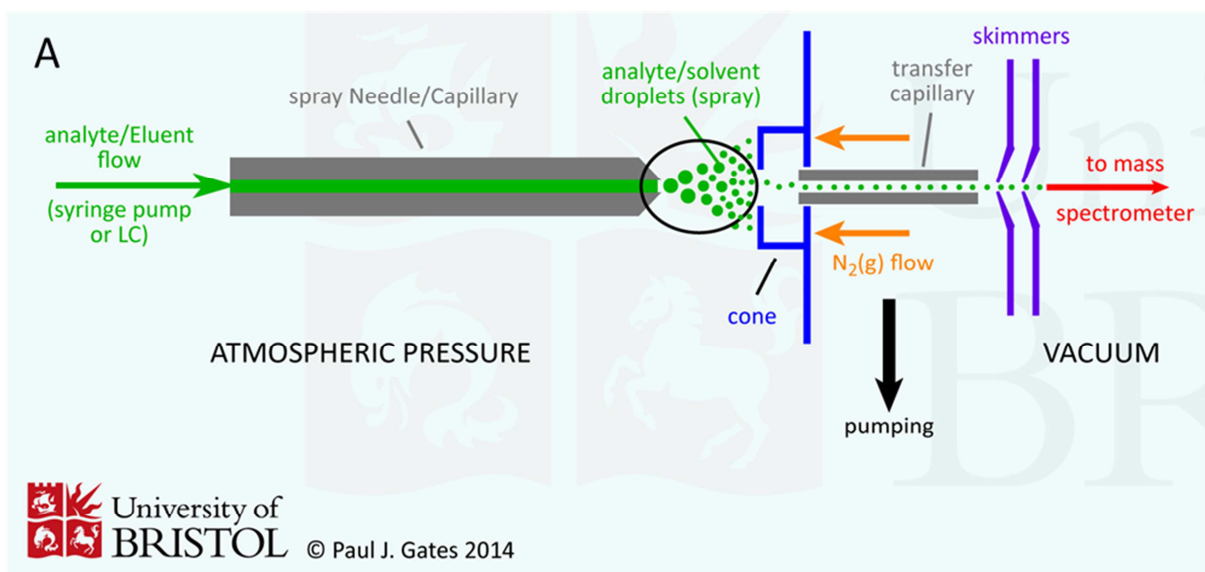 A
skimmers
analyte/solvent
droplets (spray)
transfer
capillary
spray Needle/Capillary
analyte/Eluent
flow
(syringe pump
or LC)
to mass
spectrometer
N₂(g) flow
cone
ATMOSPHERIC PRESSURE
VACUUM
pumping
University of
BRISTOL
© Paul J. Gates 2014